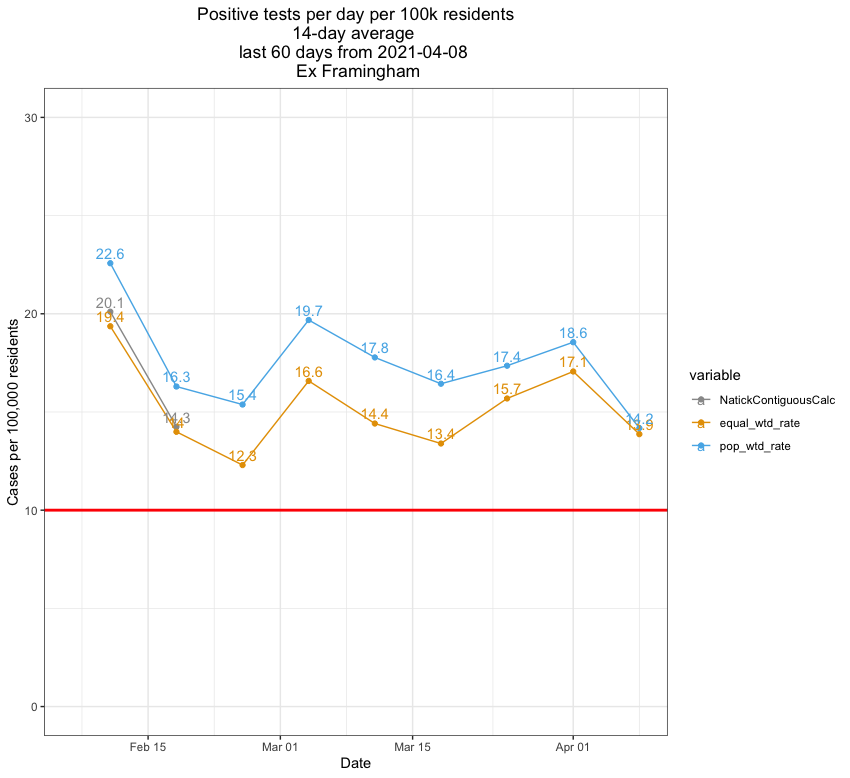 Positive tests per day per 100k residents
14-day average
last 60 days from 2021-04-08
Ex Framingham
Cases per 100,000 residents
30
20
10
0
22.6
20.1
19.4
16.3
14.3
14
15.4
12.3
19.7
16.6
17.8
14.4
16.4
13.4
17.4
15.7
18.6
17.1
14.2
13.9
Feb 15
Mar 01
Mar 15
Apr 01
Date
variable
a NatickContiguousCalc
a equal_wtd_rate
a pop_wtd_rate